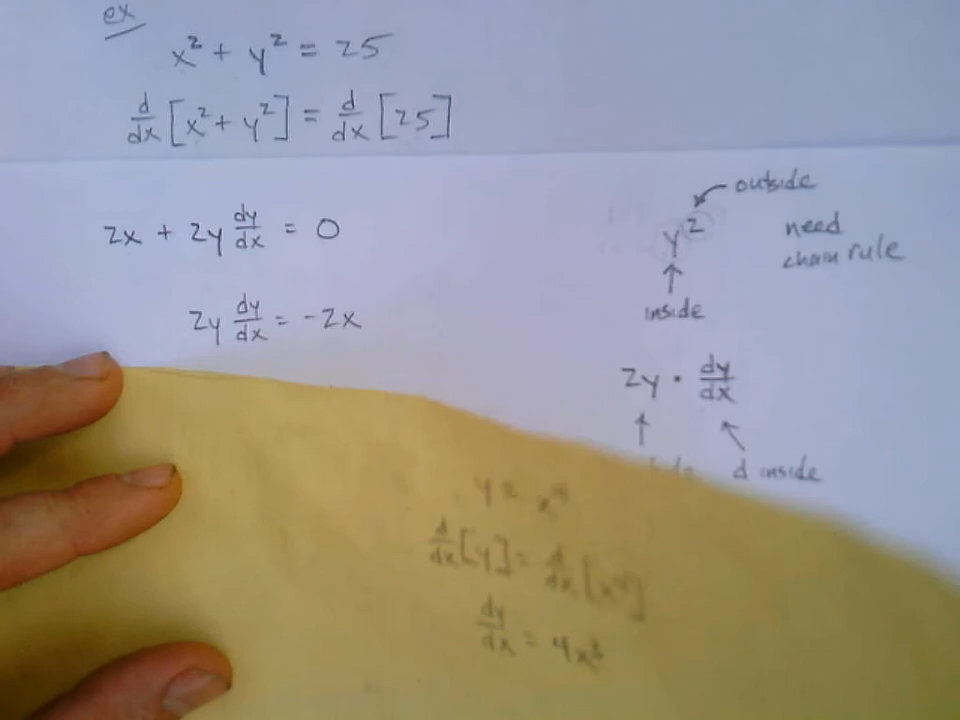 ex
x² + y² = 25
d/dx [x² + y²] = d/dx [25]
2x + 2y dy/dx = 0
2y dy/dx = -2x
outside
y²
need
chain rule
inside
2y · dy/dx
d inside
y =
d/dx [y] = d/dx [x⁴]
dy/dx = 4x³